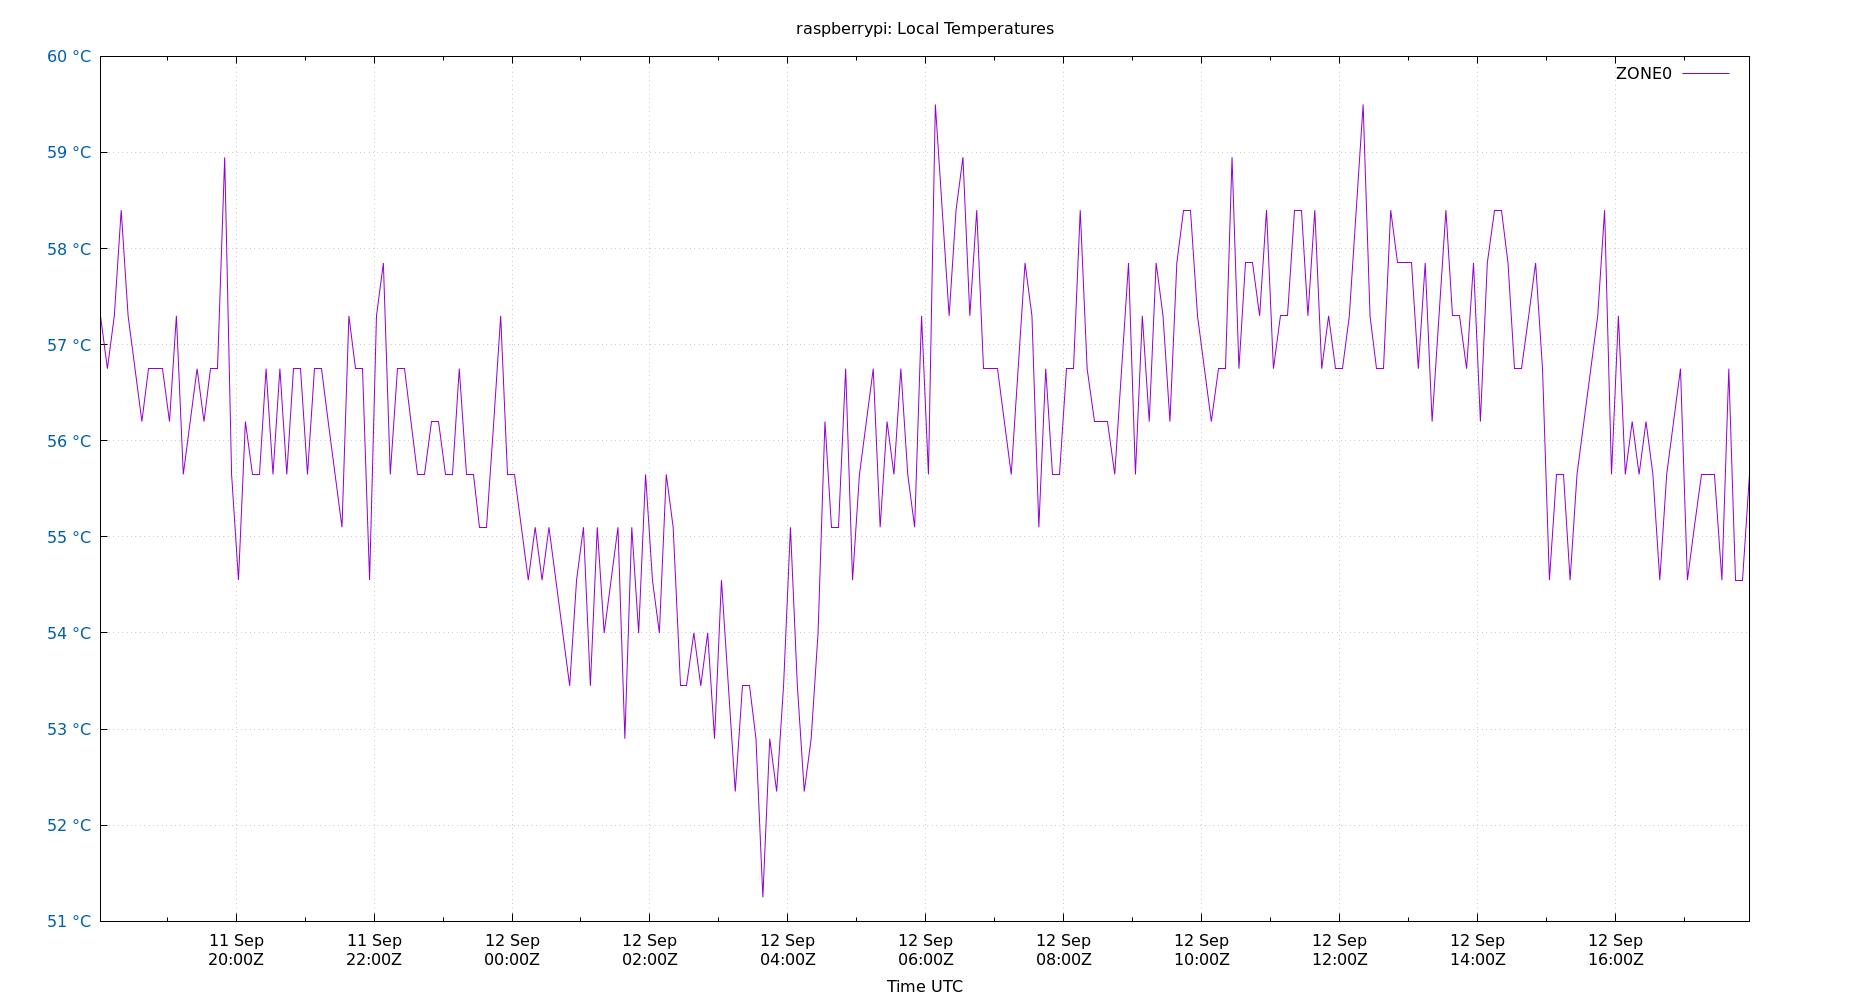 raspberrypi: Local Temperatures
60 °C
ZONE0
59 °C
58 °C
57 °C
56 °C
55 °C
54 °C
53 °C
52 °C
51 °C
11 Sep 11 Sep 12 Sep 12 Sep 12 Sep 12 Sep 12 Sep 12 Sep 12 Sep 12 Sep 12 Sep
20:00Z 22:00Z 00:00Z 02:00Z 04:00Z 06:00Z 08:00Z 10:00Z 12:00Z 14:00Z 16:00Z
Time UTC